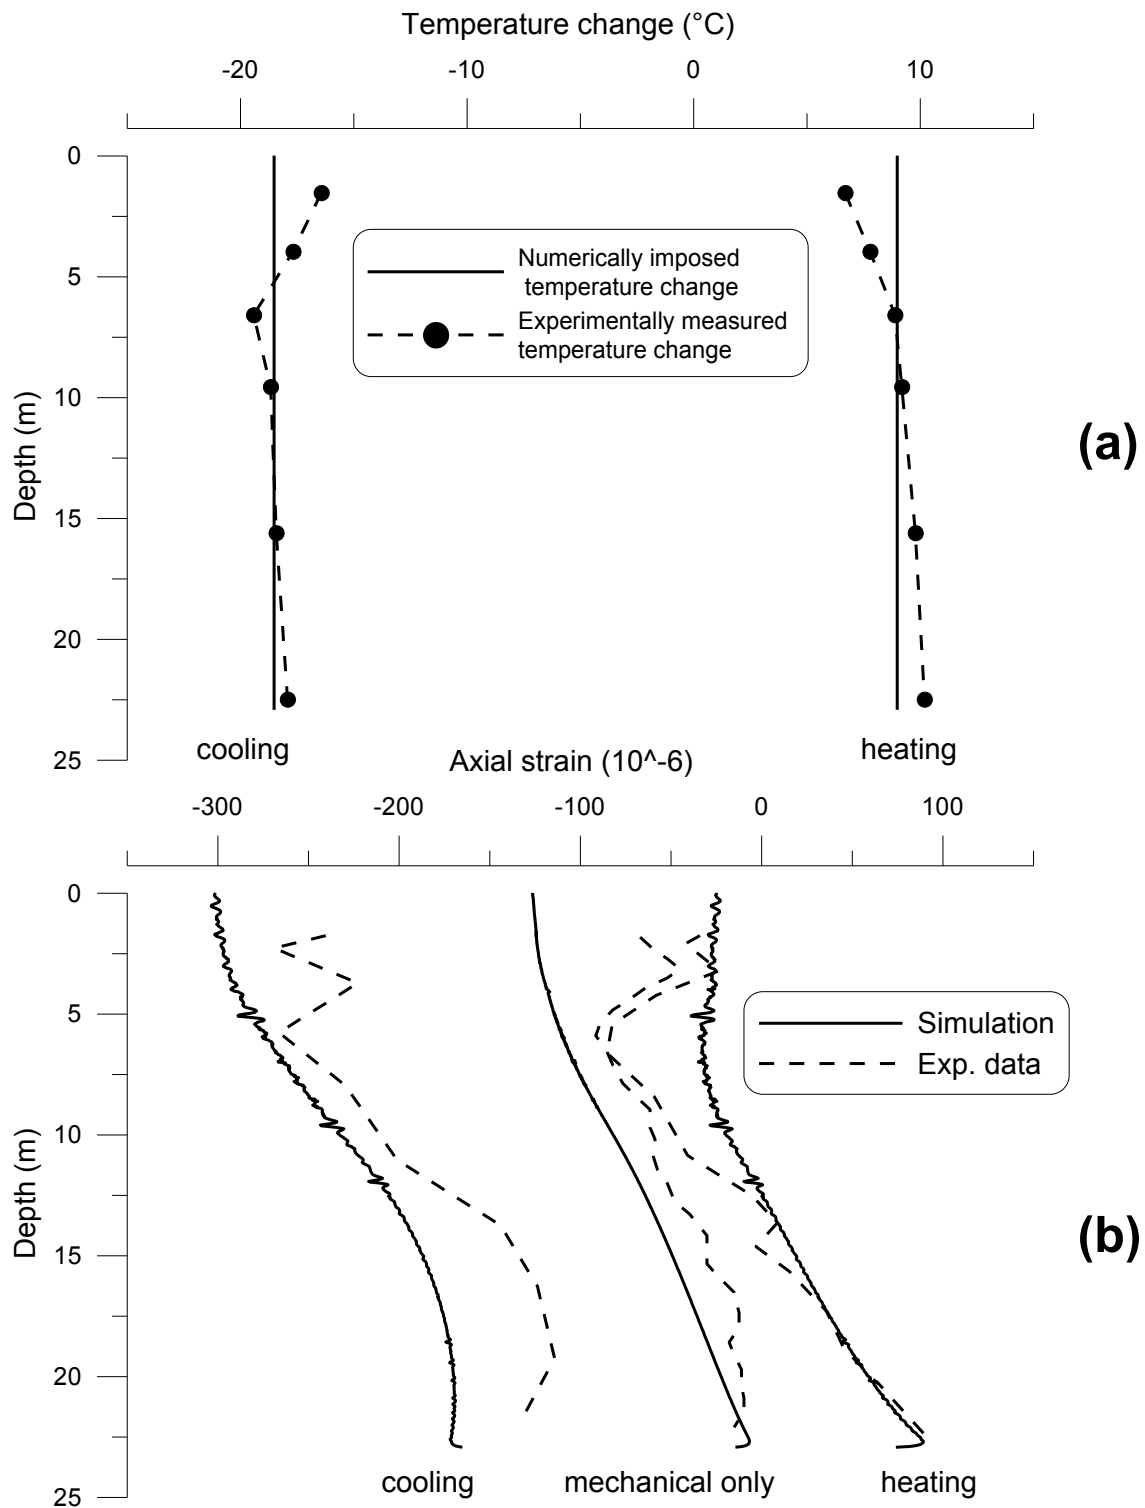 Temperature change (°C)
-20 -10 0 10
0
5
10
15
20
25
Depth (m)
Numerically imposed
temperature change
Experimentally measured
temperature change
(a)
cooling
heating
Axial strain (10^-6)
-300 -200 -100 0 100
0
5
10
15
20
25
Depth (m)
Simulation
Exp. data
(b)
cooling
mechanical only
heating